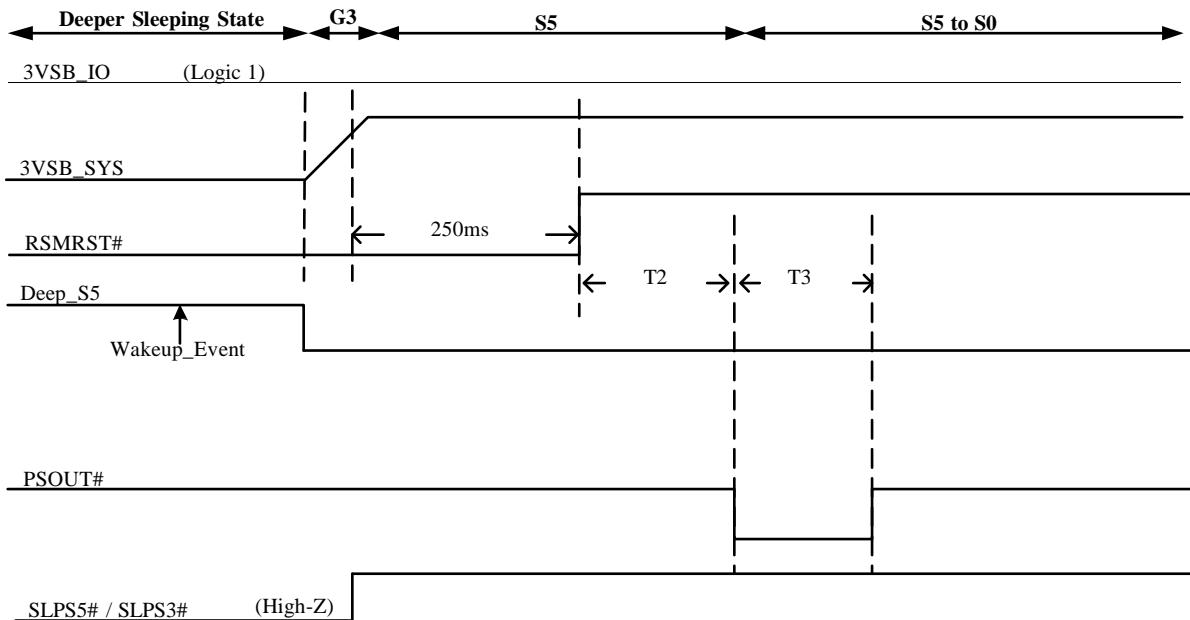 Deeper Sleeping State G3 S5 S5 to S0
3VSB_IO (Logic 1)
3VSB_SYS
250ms
RSMRST#
T2 T3
Deep_S5
Wakeup_Event
PSOUT#
SLPS5# / SLPS3# (High-Z)